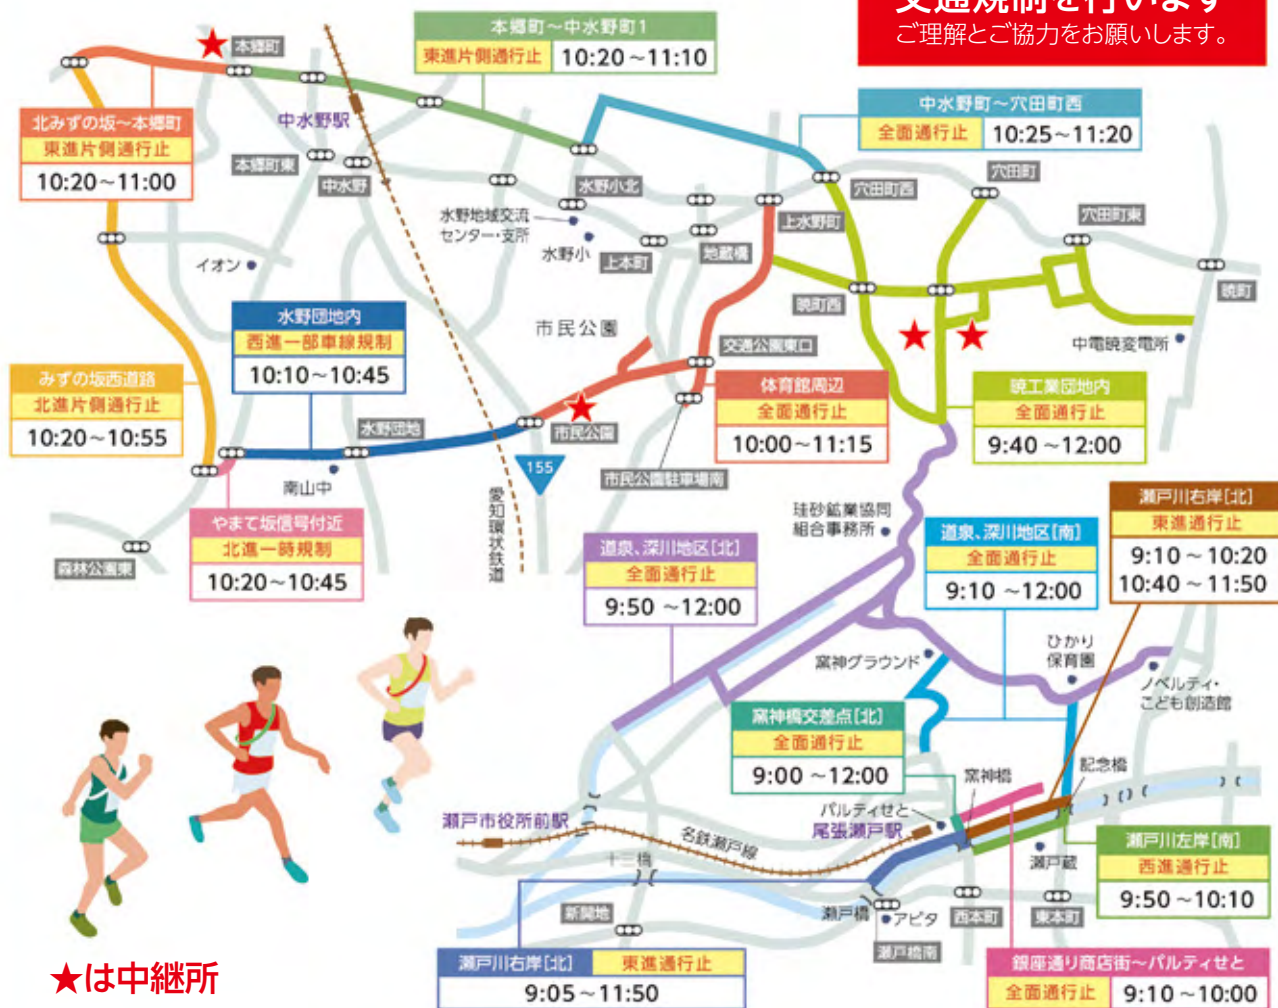 交通規制を行います
ご理解とご協力をお願いします。
本郷町～中水野町1
東進片側通行止 10:20～11:10
本郷町
北みずの坂～本郷町
東進片側通行止
10:20～11:00
中水野駅
本郷町東
中水野
中水野町～穴田町西
全面通行止 10:25～11:20
水野小北
水野地域交流
センター・支所
水野小
上本町
地蔵橋
上水野町
穴田町西
穴田町
穴田町東
暁町
暁町西
中電暁変電所
イオン
水野団地内
西進一部車線規制
10:10～10:45
市民公園
交通公園東口
みずの坂西道路
北進片側通行止
10:20～10:55
体育館周辺
全面通行止
10:00～11:15
暁工業団地内
全面通行止
9:40～12:00
水野団地
市民公園
155
市民公園駐車場南
南山中
愛知環状鉄道
やまて坂信号付近
北進一時規制
10:20～10:45
森林公園東
珪砂鉱業協同
組合事務所
道泉、深川地区[北]
全面通行止
9:50～12:00
道泉、深川地区[南]
全面通行止
9:10～12:00
瀬戸川右岸[北]
東進通行止
9:10～10:20
10:40～11:50
窯神グラウンド
ひかり
保育園
ノベルティ・
こども創造館
窯神橋交差点[北]
全面通行止
9:00～12:00
窯神橋
記念橋
パルティせと
尾張瀬戸駅
瀬戸市役所前駅
名鉄瀬戸線
十三橋
瀬戸蔵
瀬戸川左岸[南]
西進通行止
9:50～10:10
新開地
瀬戸橋
アピタ
西本町
東本町
瀬戸橋南
瀬戸川右岸[北] 東進通行止
9:05～11:50
銀座通り商店街～パルティせと
全面通行止 9:10～10:00
★は中継所